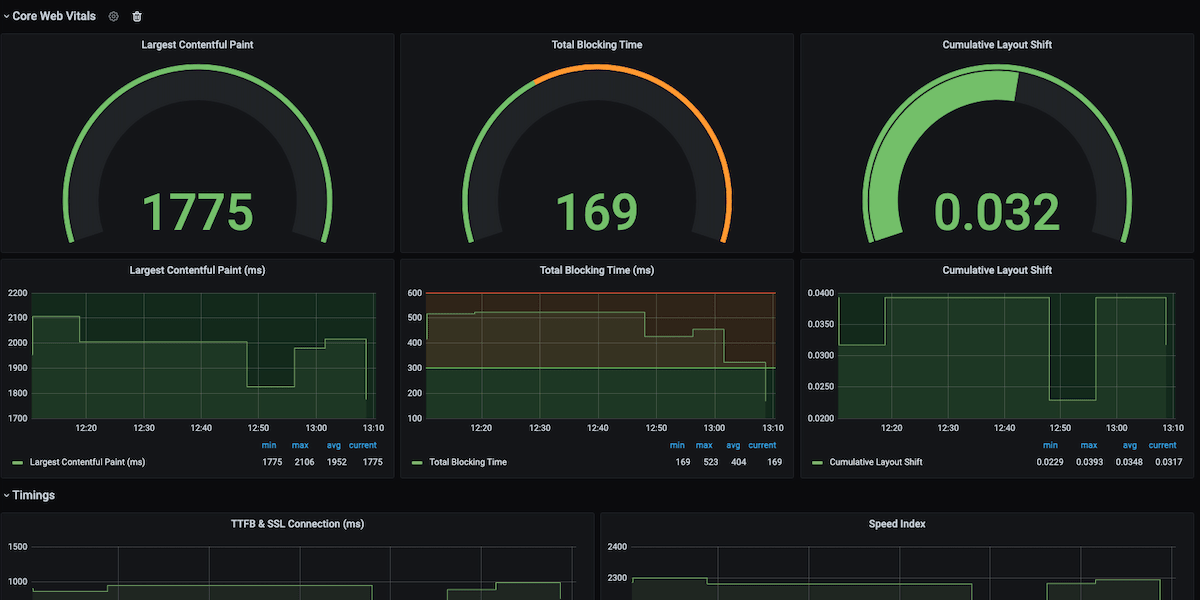 Core Web Vitals
Largest Contentful Paint
Total Blocking Time
Cumulative Layout Shift
1775
169
0.032
Largest Contentful Paint (ms)
2200
2100
2000
1900
1800
1700
12:20 12:30 12:40 12:50 13:00 13:10
min max avg current
Largest Contentful Paint (ms) 1775 2106 1952 1775
Total Blocking Time (ms)
600
500
400
300
200
100
12:20 12:30 12:40 12:50 13:00 13:10
min max avg current
Total Blocking Time 169 523 404 169
Cumulative Layout Shift
0.0400
0.0350
0.0300
0.0250
0.0200
12:20 12:30 12:40 12:50 13:00 13:10
min max avg current
Cumulative Layout Shift 0.0229 0.0393 0.0348 0.0317
Timings
TTFB & SSL Connection (ms)
1500
1000
Speed Index
2400
2300